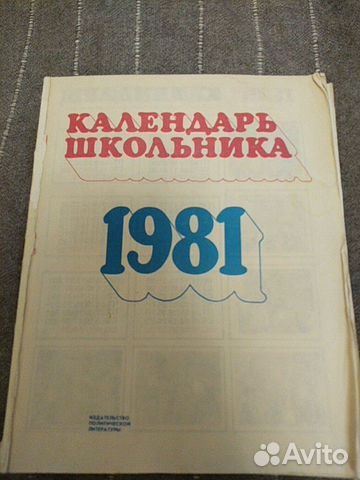 КАЛЕНДАРЬ
ШКОЛЬНИКА
1981
ИЗДАТЕЛЬСТВО
ПОЛИТИЧЕСКОЙ
ЛИТЕРАТУРЫ
Avito